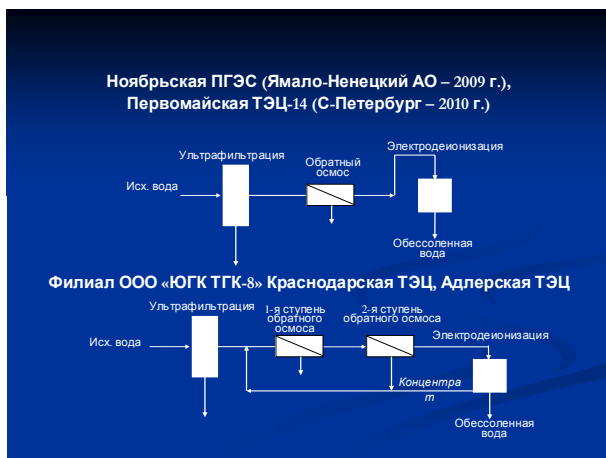 Ноябрьская ПГЭС (Ямало-Ненецкий АО – 2009 г.),
Первомайская ТЭЦ-14 (С-Петербург – 2010 г.)
Электродеионизация
Ультрафильтрация
Обратный
осмос
Исх. вода
Обессоленная
вода
Филиал ООО «ЮГК ТГК-8» Краснодарская ТЭЦ, Адлерская ТЭЦ
Ультрафильтрация
1-я ступень
обратного
осмоса
2-я ступень
обратного осмоса
Электродеионизация
Исх. вода
Концентра
т
Обессоленная
вода